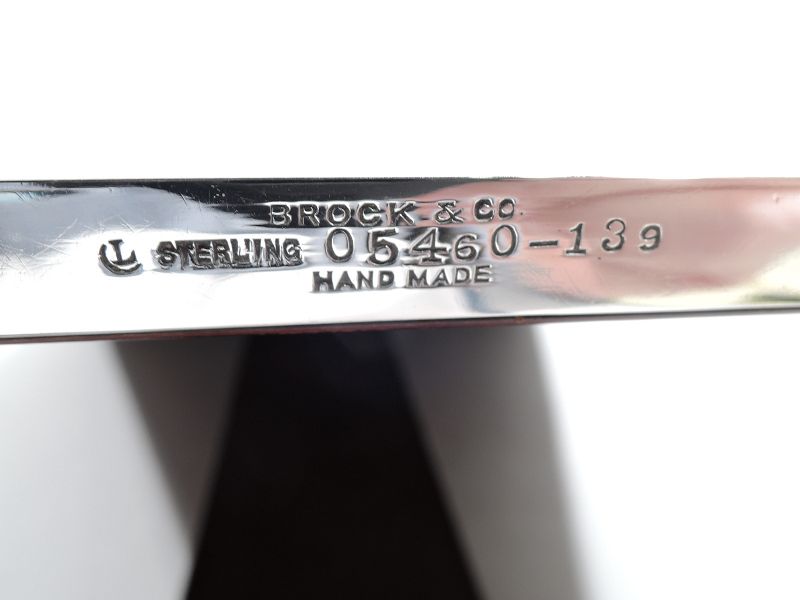 BROCK & CO.
STERLING 05460-139
HAND MADE